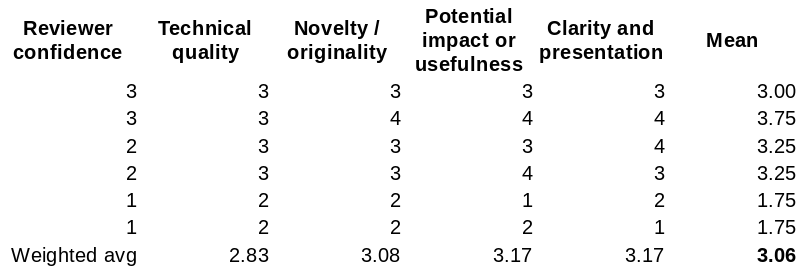 Reviewer confidence Technical quality Novelty / originality Potential impact or usefulness Clarity and presentation Mean
3 3 3 3 3 3.00
3 3 4 4 4 3.75
2 3 3 3 4 3.25
2 3 3 4 3 3.25
1 2 2 1 2 1.75
1 2 2 2 1 1.75
Weighted avg 2.83 3.08 3.17 3.17 3.06